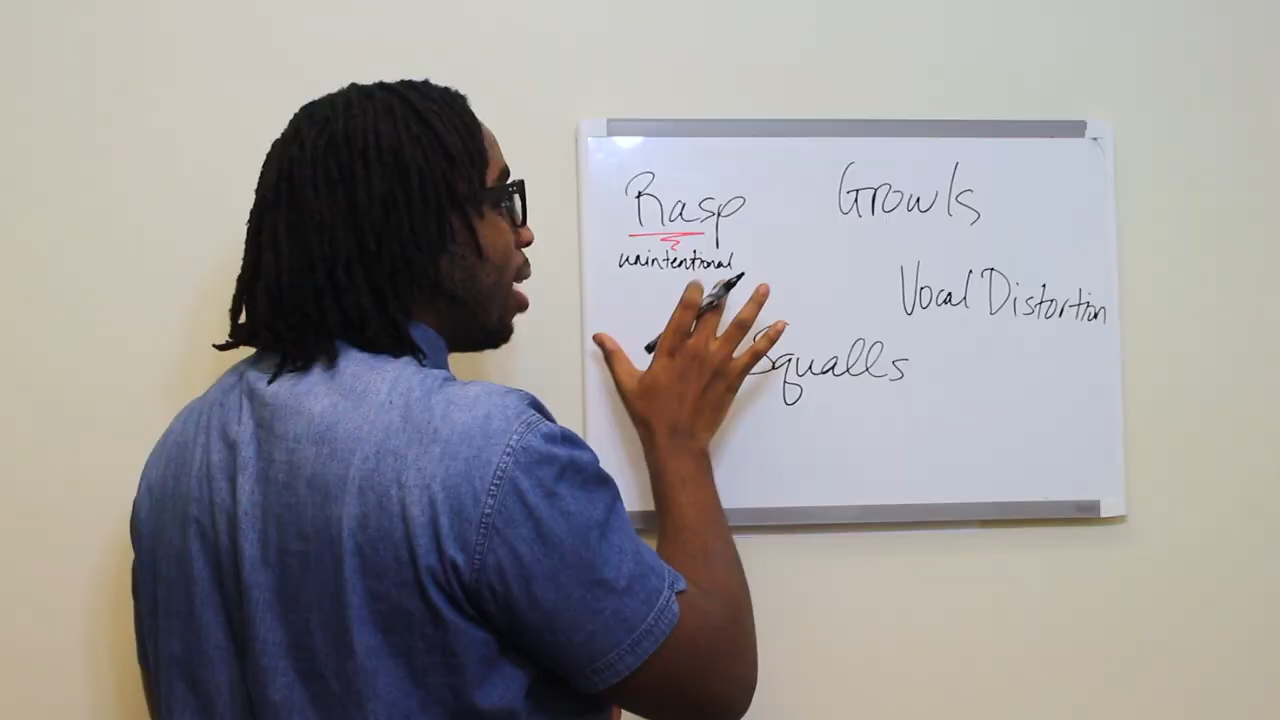 Rasp
unintentional
Growls
Vocal Distortion
Squalls